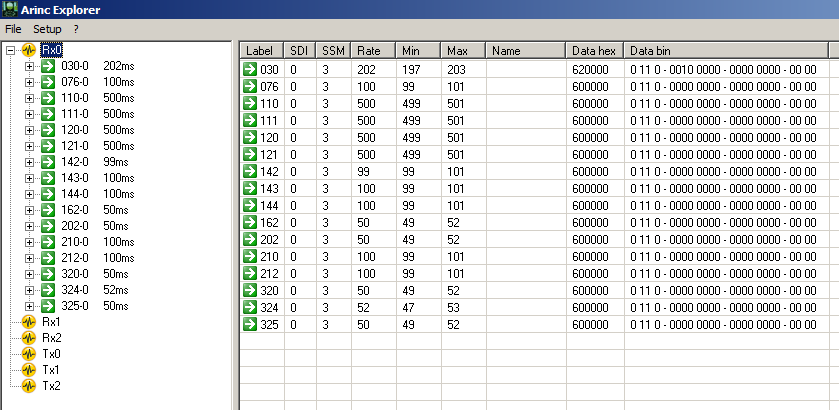 Arinc Explorer
File Setup ?
Rx0
030-0 202ms
076-0 100ms
110-0 500ms
111-0 500ms
120-0 500ms
121-0 500ms
142-0 99ms
143-0 100ms
144-0 100ms
162-0 50ms
202-0 50ms
210-0 100ms
212-0 100ms
320-0 50ms
324-0 52ms
325-0 50ms
Rx1
Rx2
Tx0
Tx1
Tx2
Label SDI SSM Rate Min Max Name Data hex Data bin
030 0 3 202 197 203 620000 0 11 0 - 0010 0000 - 0000 0000 - 00 00
076 0 3 100 99 101 600000 0 11 0 - 0000 0000 - 0000 0000 - 00 00
110 0 3 500 499 501 600000 0 11 0 - 0000 0000 - 0000 0000 - 00 00
111 0 3 500 499 501 600000 0 11 0 - 0000 0000 - 0000 0000 - 00 00
120 0 3 500 499 501 600000 0 11 0 - 0000 0000 - 0000 0000 - 00 00
121 0 3 500 499 501 600000 0 11 0 - 0000 0000 - 0000 0000 - 00 00
142 0 3 99 99 101 600000 0 11 0 - 0000 0000 - 0000 0000 - 00 00
143 0 3 100 99 101 600000 0 11 0 - 0000 0000 - 0000 0000 - 00 00
144 0 3 100 99 101 600000 0 11 0 - 0000 0000 - 0000 0000 - 00 00
162 0 3 50 49 52 600000 0 11 0 - 0000 0000 - 0000 0000 - 00 00
202 0 3 50 49 52 600000 0 11 0 - 0000 0000 - 0000 0000 - 00 00
210 0 3 100 99 101 600000 0 11 0 - 0000 0000 - 0000 0000 - 00 00
212 0 3 100 99 101 600000 0 11 0 - 0000 0000 - 0000 0000 - 00 00
320 0 3 50 49 52 600000 0 11 0 - 0000 0000 - 0000 0000 - 00 00
324 0 3 52 47 53 600000 0 11 0 - 0000 0000 - 0000 0000 - 00 00
325 0 3 50 49 52 600000 0 11 0 - 0000 0000 - 0000 0000 - 00 00